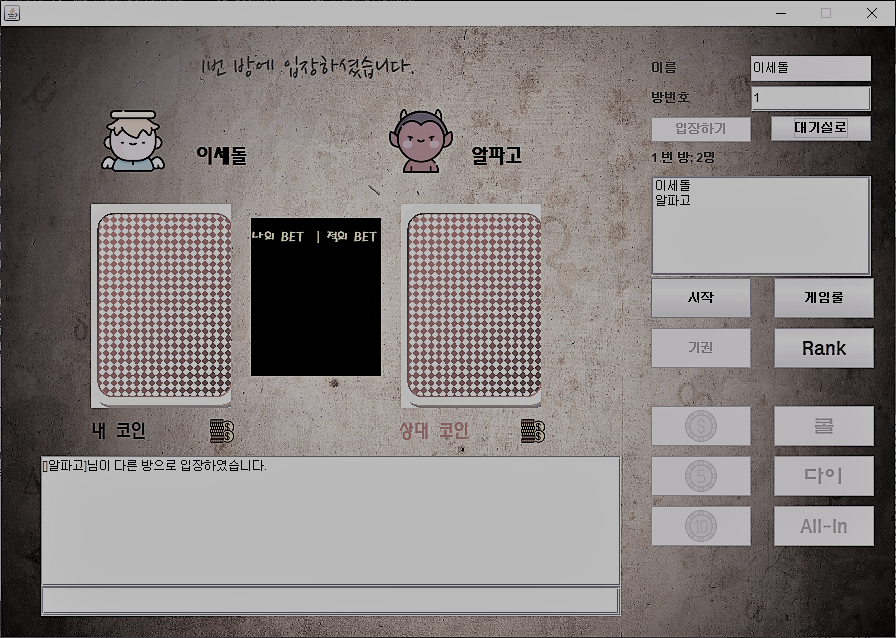 1번 방에 입장하셨습니다.
이름
이세돌
방번호
1
입장하기
대기실로
1 번 방: 2명
이세돌
알파고
이세돌
알파고
나의 BET | 적의 BET
시작
게임룰
기권
Rank
내 코인
상대 코인
콜
5
다이
10
All-In
[알파고]님이 다른 방으로 입장하였습니다.